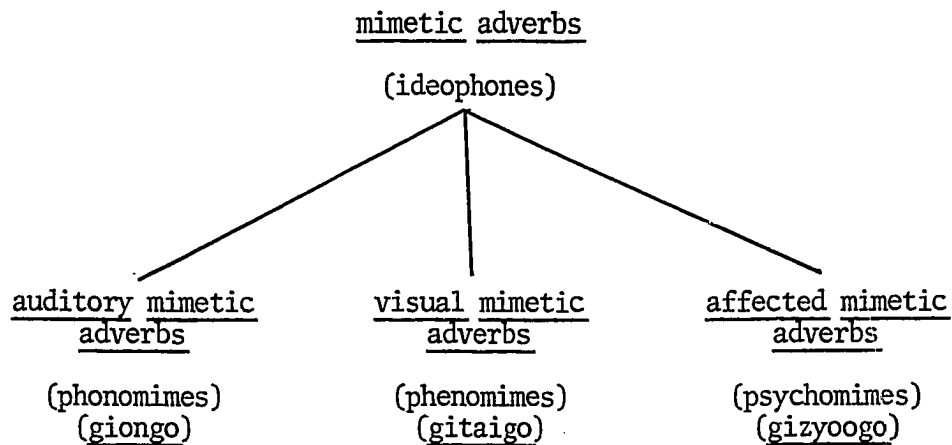 mimetic adverbs
(ideophones)
auditory mimetic
adverbs
(phonomimes)
(giongo)
visual mimetic
adverbs
(phenomimes)
(gitaigo)
affected mimetic
adverbs
(psychomimes)
(gizyoogo)